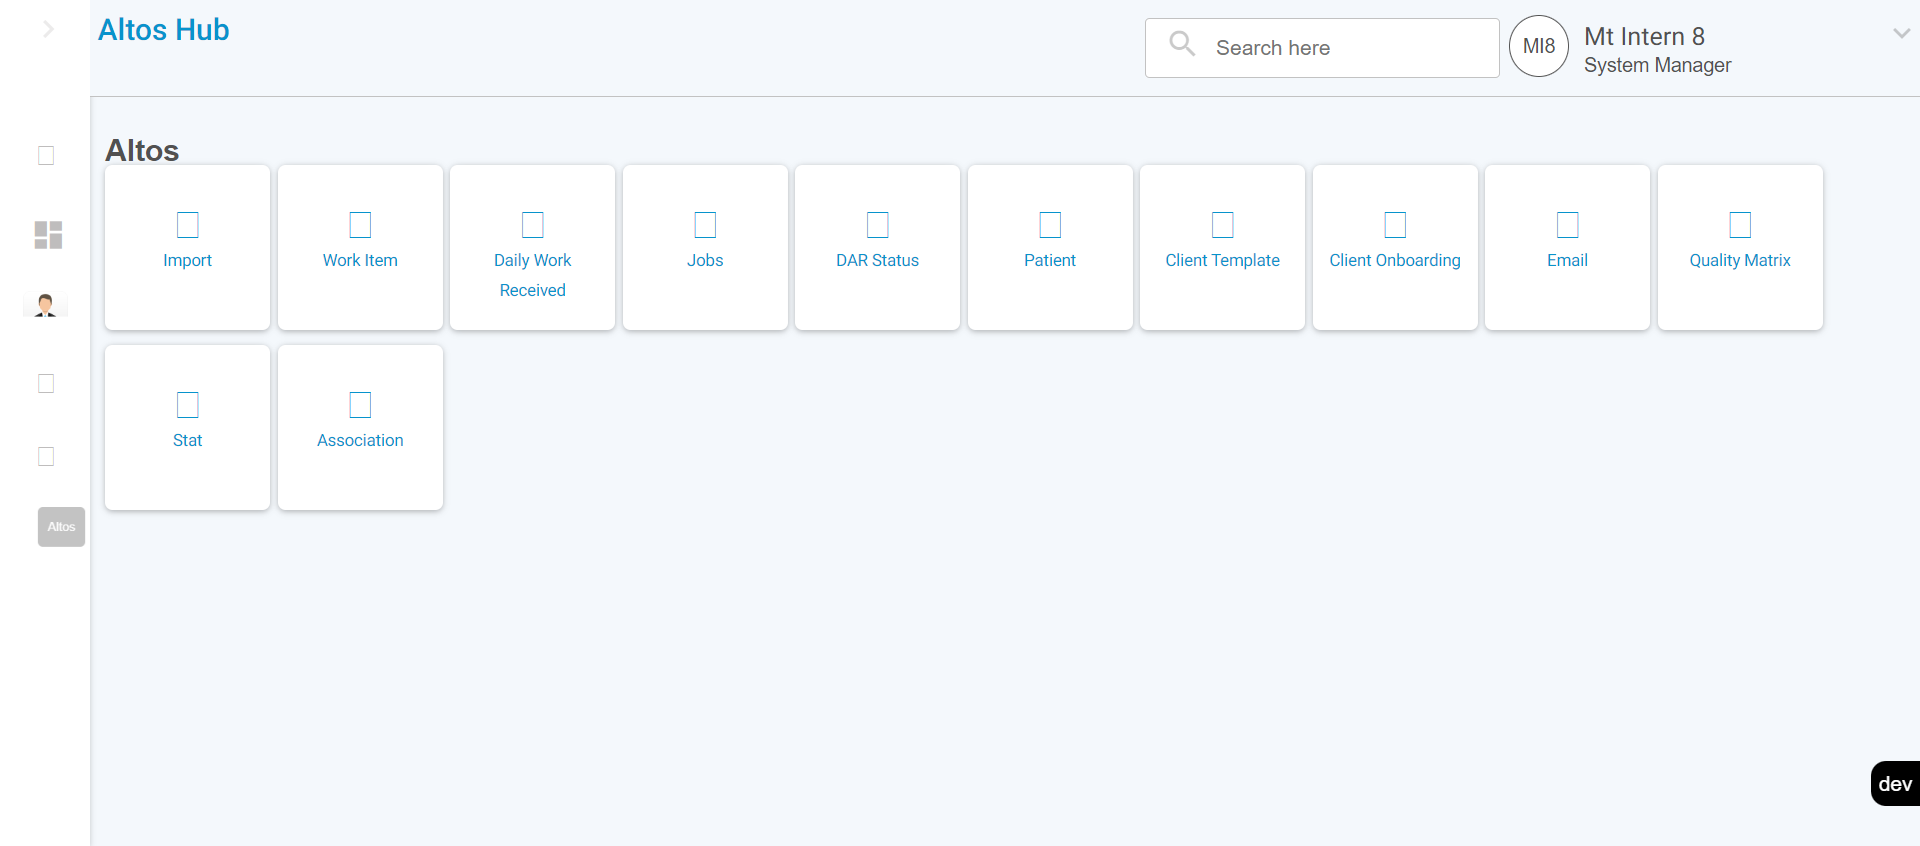 Altos Hub
Search here
MI8
Mt Intern 8
System Manager
Altos
Import
Work Item
Daily Work
Received
Jobs
DAR Status
Patient
Client Template
Client Onboarding
Email
Quality Matrix
Stat
Association
Altos
dev